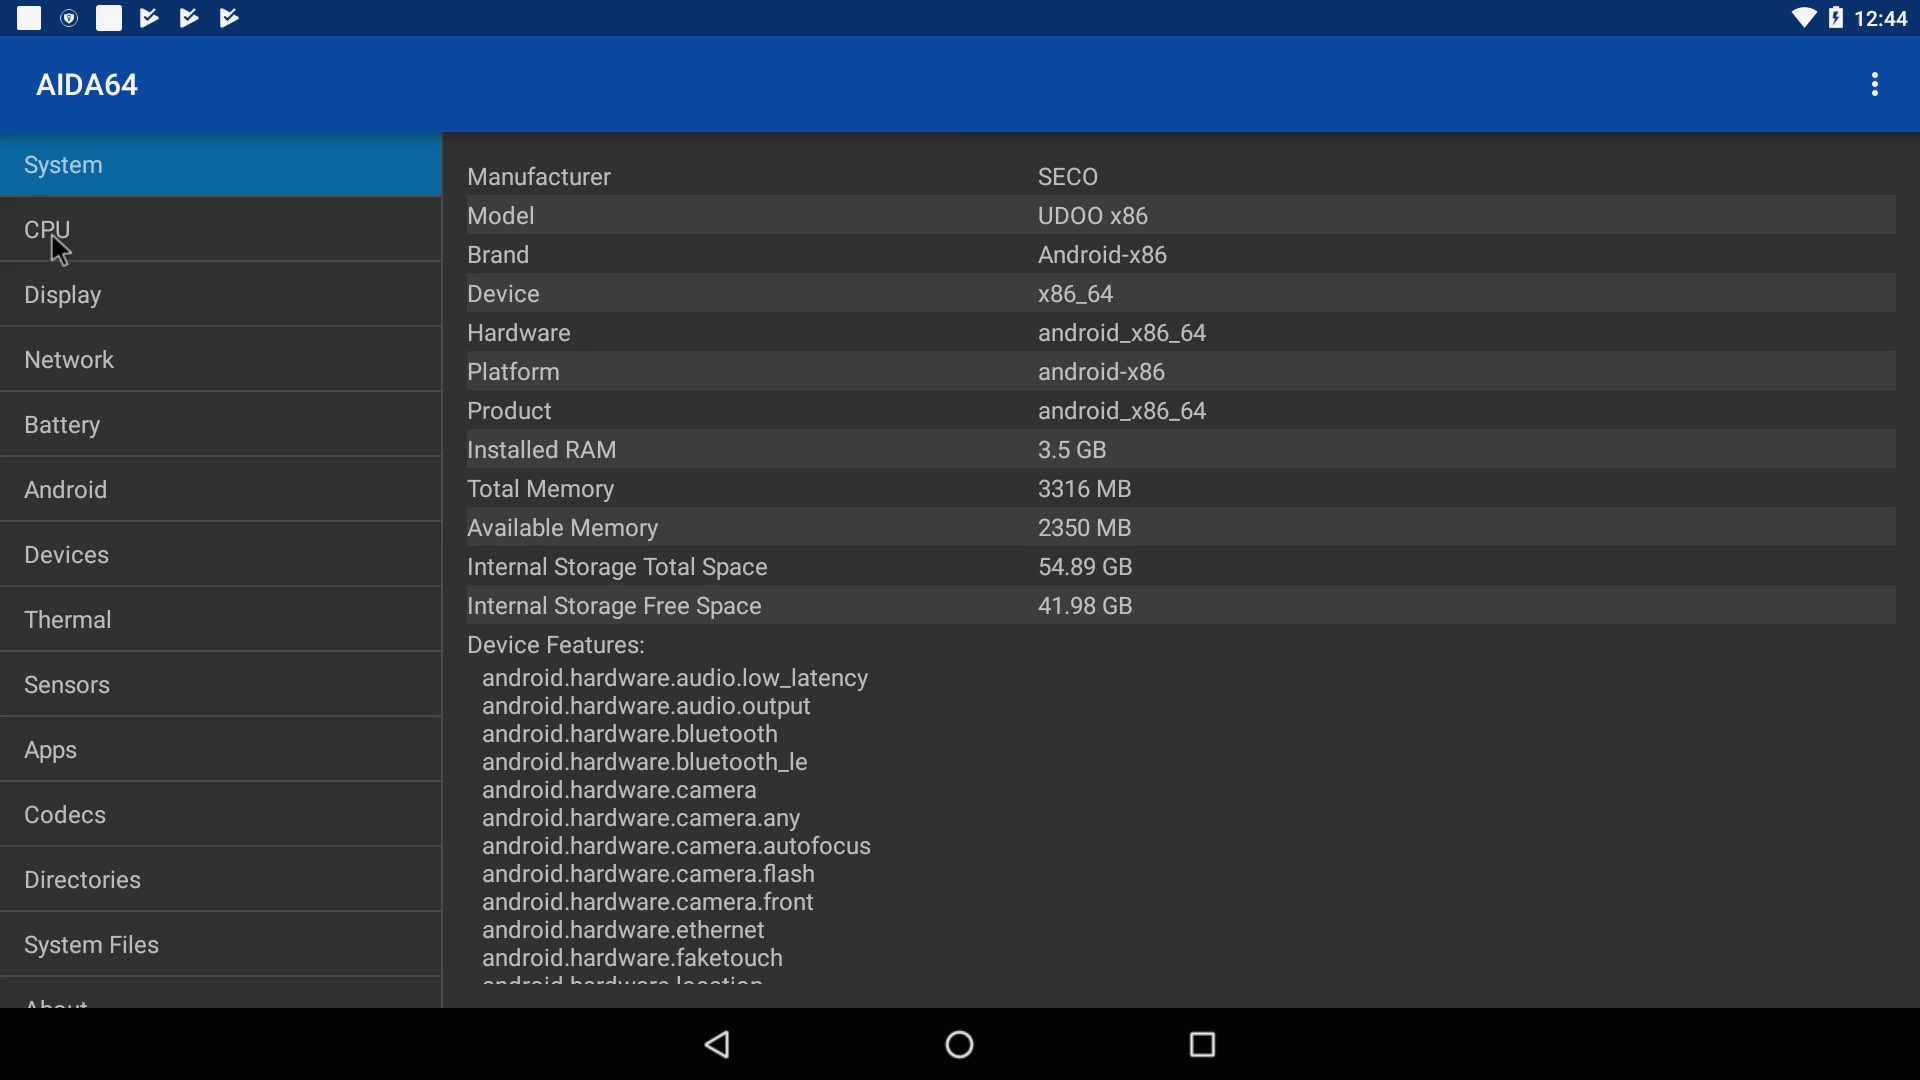 12:44
AIDA64
System
CPU
Display
Network
Battery
Android
Devices
Thermal
Sensors
Apps
Codecs
Directories
System Files
About
Manufacturer SECO
Model UDOO x86
Brand Android-x86
Device x86_64
Hardware android_x86_64
Platform android-x86
Product android_x86_64
Installed RAM 3.5 GB
Total Memory 3316 MB
Available Memory 2350 MB
Internal Storage Total Space 54.89 GB
Internal Storage Free Space 41.98 GB
Device Features:
android.hardware.audio.low_latency
android.hardware.audio.output
android.hardware.bluetooth
android.hardware.bluetooth_le
android.hardware.camera
android.hardware.camera.any
android.hardware.camera.autofocus
android.hardware.camera.flash
android.hardware.camera.front
android.hardware.ethernet
android.hardware.faketouch
android.hardware.location